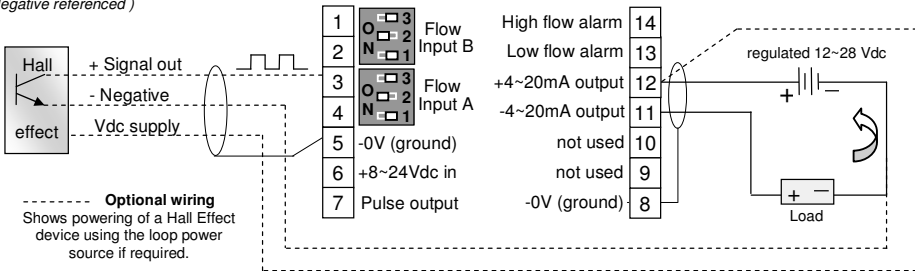 Negative referenced )
Hall
effect
+ Signal out
- Negative
Vdc supply
1
2
3
4
5
6
7
O
N
3
2
1
Flow
Input B
O
N
3
2
1
Flow
Input A
-0V (ground)
+8~24Vdc in
Pulse output
High flow alarm
Low flow alarm
+4~20mA output
-4~20mA output
not used
not used
-0V (ground)
14
13
12
11
10
9
8
regulated 12~28 Vdc
+ −
+ −
Load
Optional wiring
Shows powering of a Hall Effect
device using the loop power
source if required.